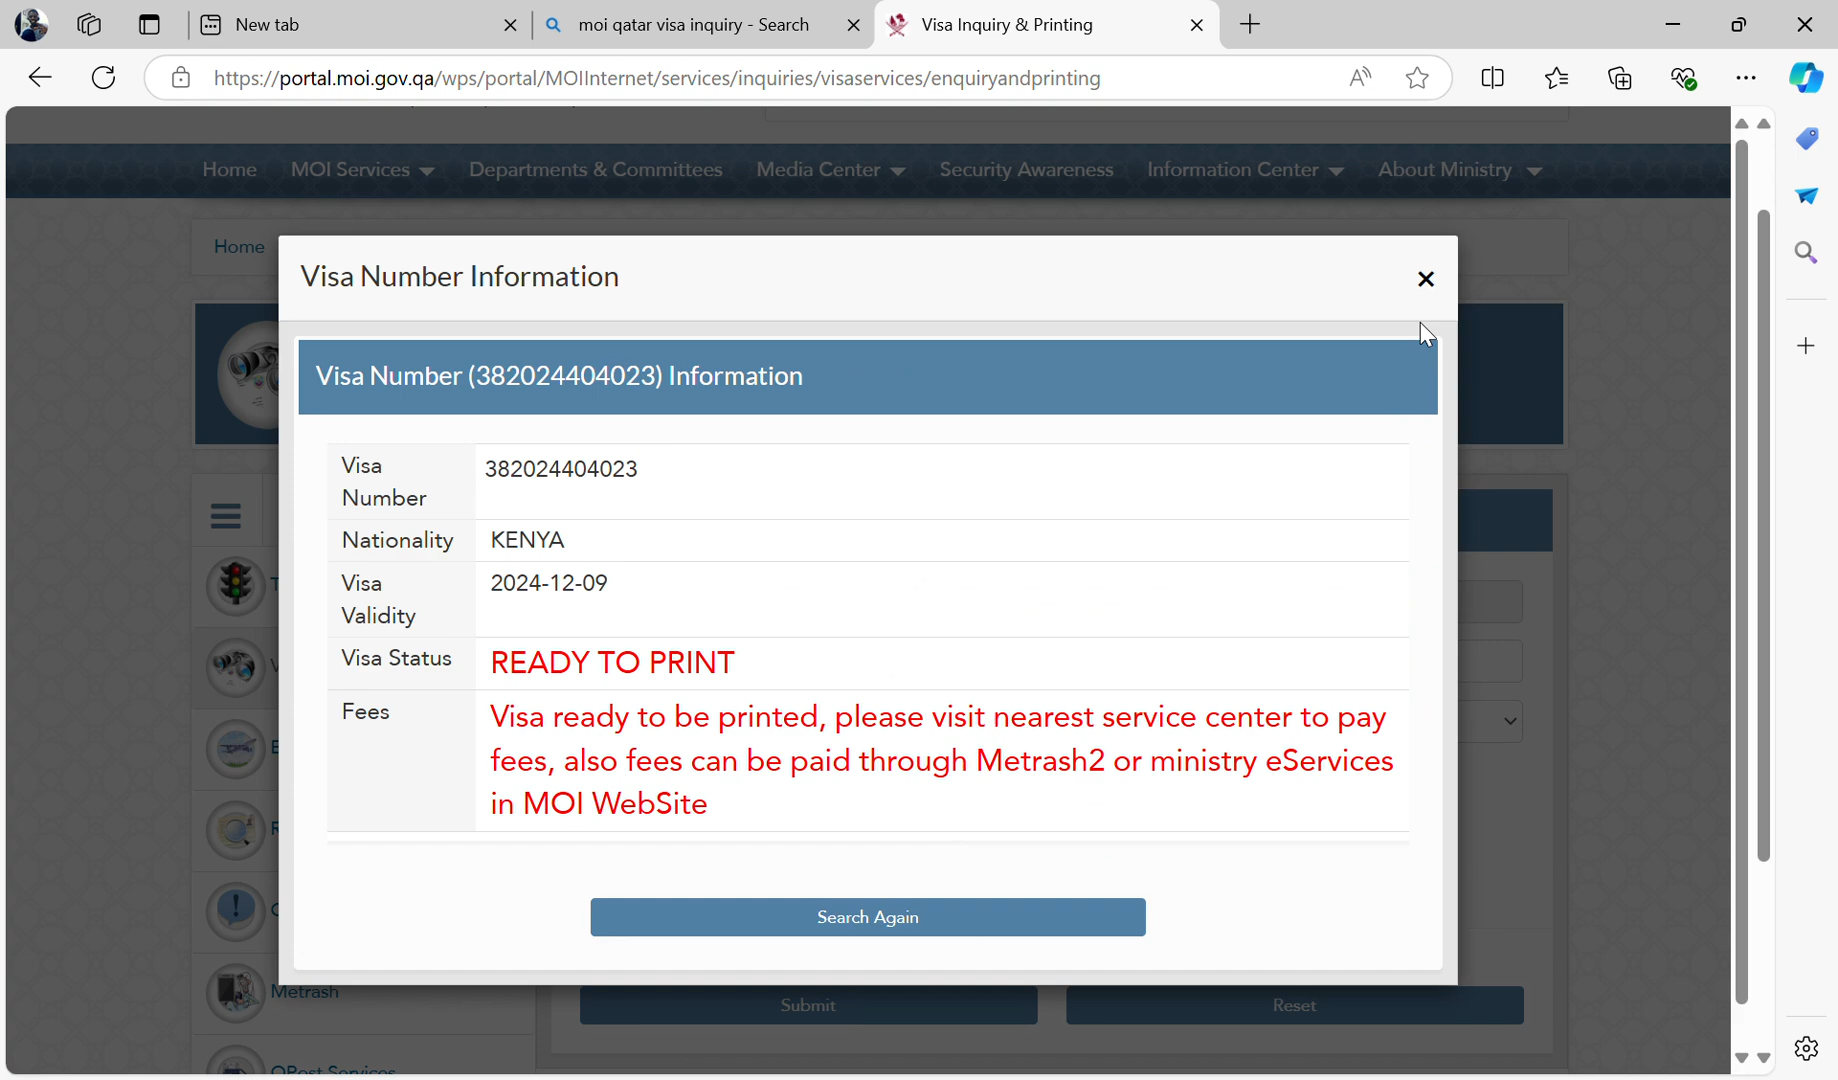 New tab
moi qatar visa inquiry - Search
Visa Inquiry & Printing
https://portal.moi.gov.qa/wps/portal/MOIInternet/services/inquiries/visaservices/enquiryandprinting
Home MOI Services Departments & Committees Media Center Security Awareness Information Center About Ministry
Home
Visa Number Information
Visa Number (382024404023) Information
Visa Number 382024404023
Nationality KENYA
Visa Validity 2024-12-09
Visa Status READY TO PRINT
Fees Visa ready to be printed, please visit nearest service center to pay
fees, also fees can be paid through Metrash2 or ministry eServices
in MOI WebSite
Search Again
Metrash
Submit Reset
QPost Services